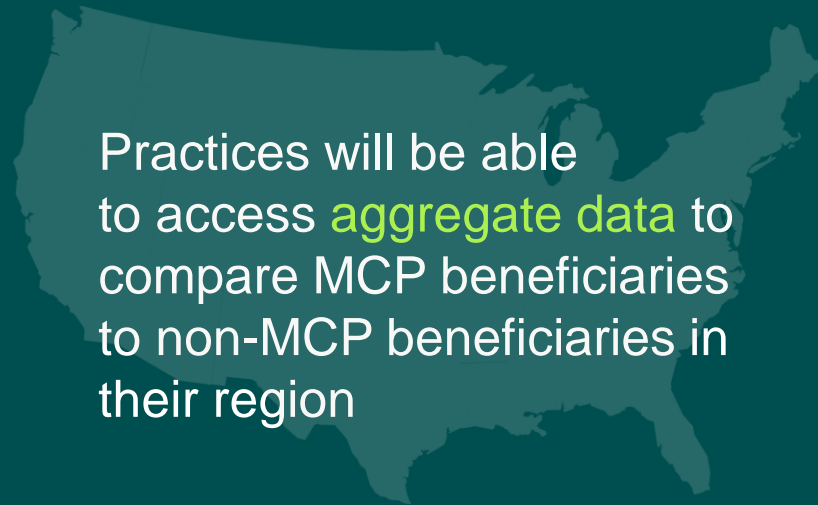 Practices will be able
to access aggregate data to
compare MCP beneficiaries
to non-MCP beneficiaries in
their region